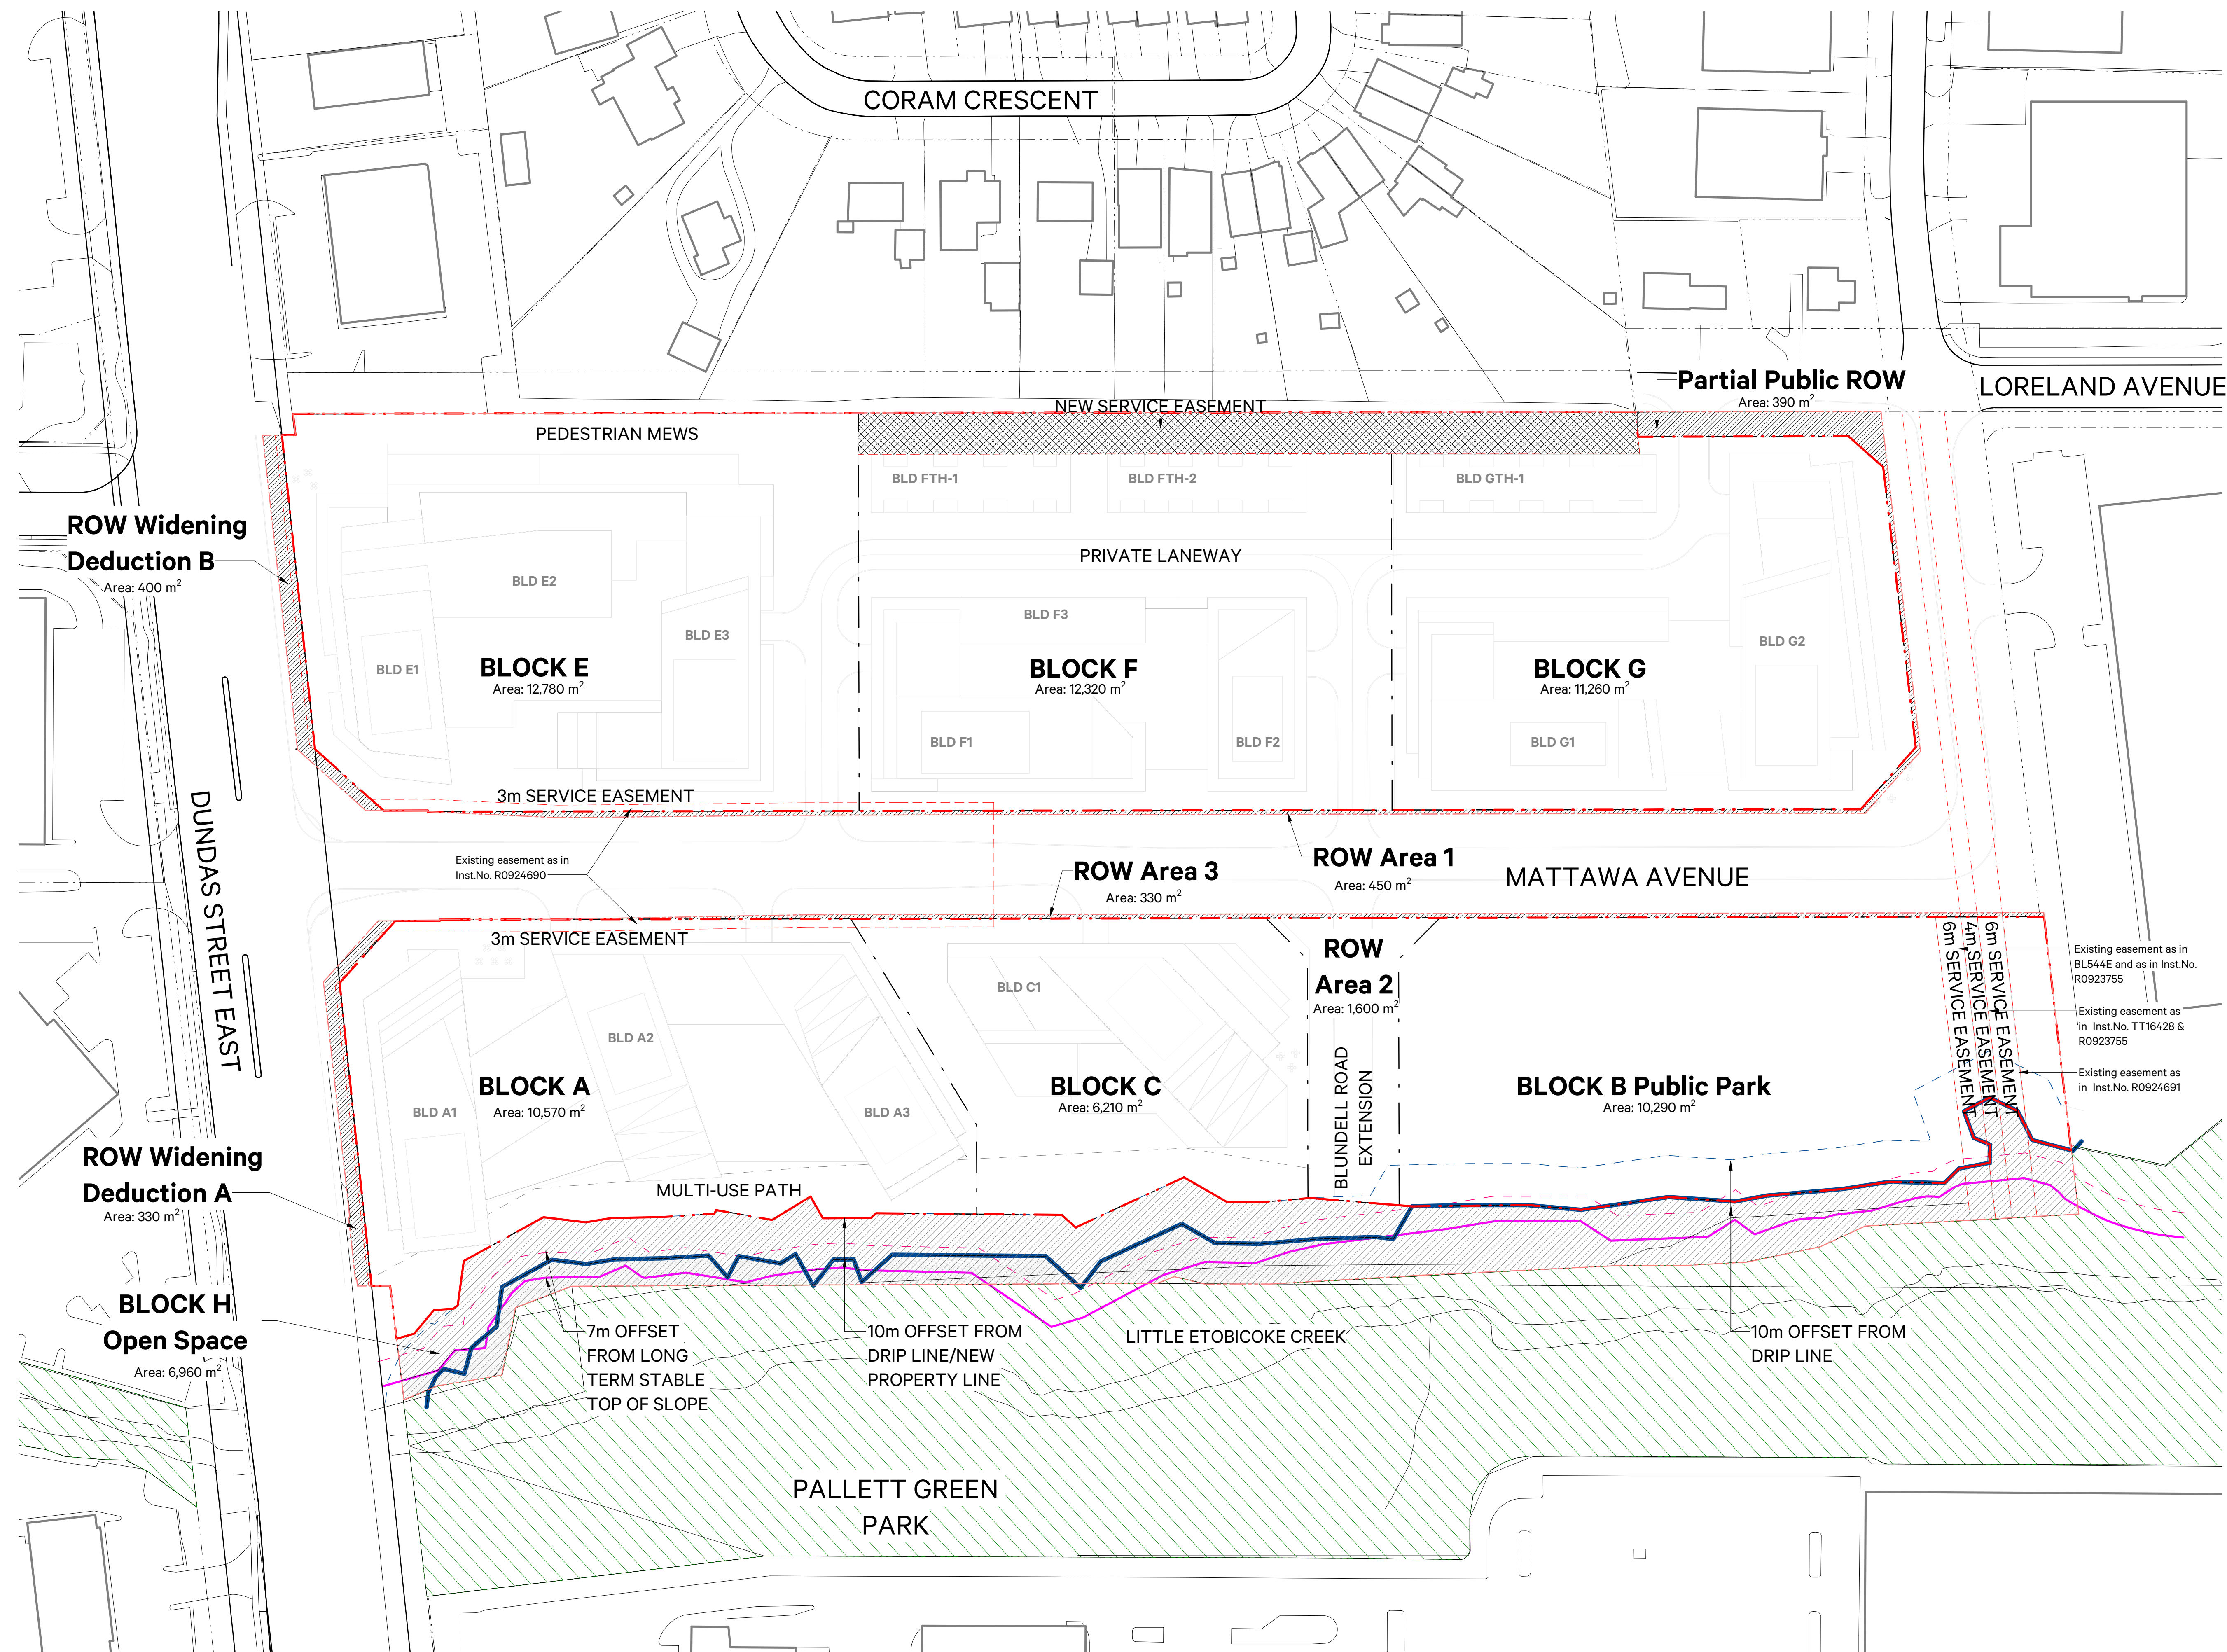 CORAM CRESCENT
Partial Public ROW
Area: 390 m²
LORELAND AVENUE
NEW SERVICE EASEMENT
PEDESTRIAN MEWS
BLD FTH-1
BLD FTH-2
BLD GTH-1
ROW Widening
Deduction B
Area: 400 m²
PRIVATE LANEWAY
BLD E2
BLD E3
BLD E1
BLOCK E
Area: 12,780 m²
BLD F3
BLOCK F
Area: 12,320 m²
BLD F1
BLD F2
BLOCK G
Area: 11,260 m²
BLD G2
BLD G1
3m SERVICE EASEMENT
DUNDAS STREET EAST
Existing easement as in
Inst.No. R0924690
ROW Area 3
Area: 330 m²
ROW Area 1
Area: 450 m²
MATTAWA AVENUE
3m SERVICE EASEMENT
ROW
Area 2
Area: 1,600 m²
6m SERVICE EASEMENT
4m SERVICE EASEMENT
6m SERVICE EASEMENT
Existing easement as in
BL544E and as in Inst.No.
R0923755
Existing easement as
in Inst.No. TT16428 &
R0923755
Existing easement as
in Inst.No. R0924691
BLD C1
BLD A2
BLOCK A
Area: 10,570 m²
BLD A1
BLD A3
BLOCK C
Area: 6,210 m²
BLUNDELL ROAD
EXTENSION
BLOCK B Public Park
Area: 10,290 m²
ROW Widening
Deduction A
Area: 330 m²
MULTI-USE PATH
BLOCK H
Open Space
Area: 6,960 m²
7m OFFSET
FROM LONG
TERM STABLE
TOP OF SLOPE
10m OFFSET FROM
DRIP LINE/NEW
PROPERTY LINE
LITTLE ETOBICOKE CREEK
10m OFFSET FROM
DRIP LINE
PALLETT GREEN
PARK